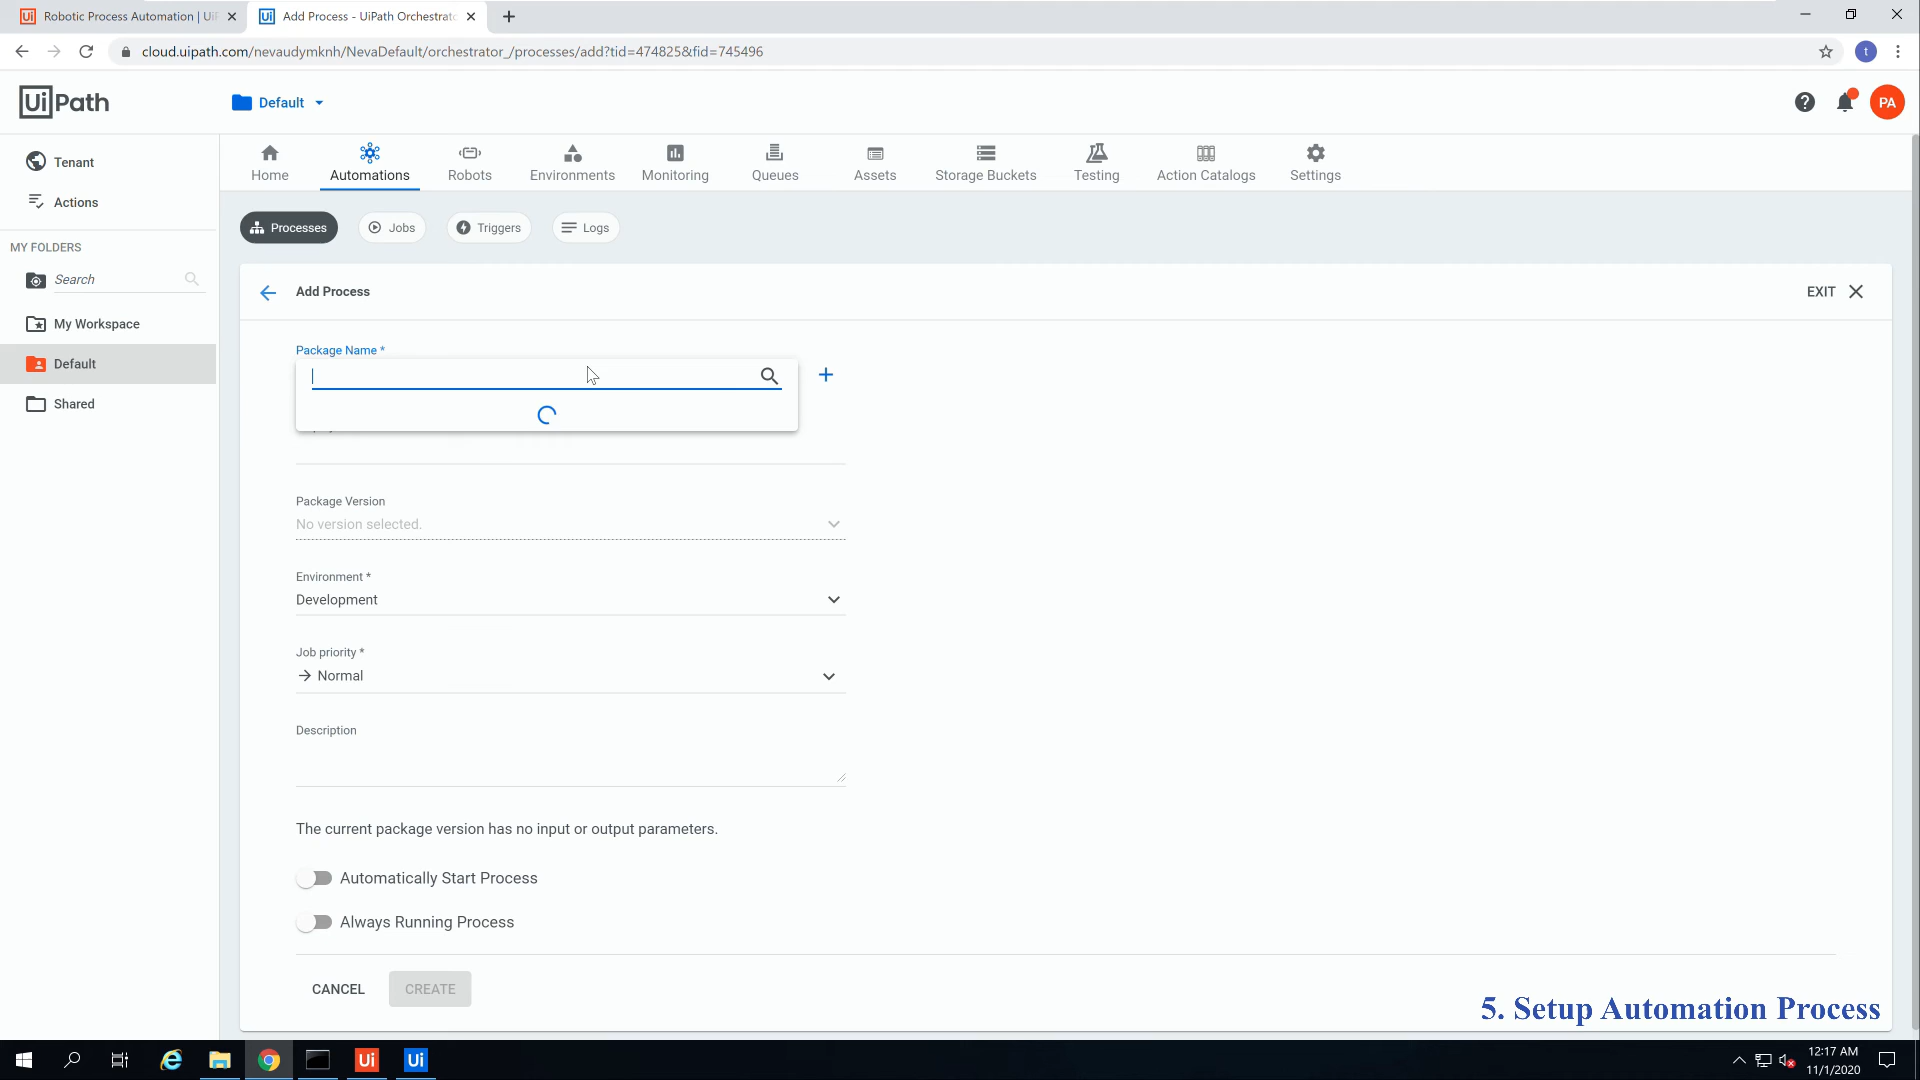 Robotic Process Automation | UiP
Add Process - UiPath Orchestrato
cloud.uipath.com/nevaudymknh/NevaDefault/orchestrator_/processes/add?tid=474825&fid=745496
t
UiPath
Default
PA
Tenant
Actions
MY FOLDERS
Search
My Workspace
Default
Shared
Home
Automations
Robots
Environments
Monitoring
Queues
Assets
Storage Buckets
Testing
Action Catalogs
Settings
Processes
Jobs
Triggers
Logs
Add Process
EXIT
Package Name *
Package Version
No version selected.
Environment *
Development
Job priority *
Normal
Description
The current package version has no input or output parameters.
Automatically Start Process
Always Running Process
CANCEL
CREATE
5. Setup Automation Process
Ui
Ui
12:17 AM
11/1/2020